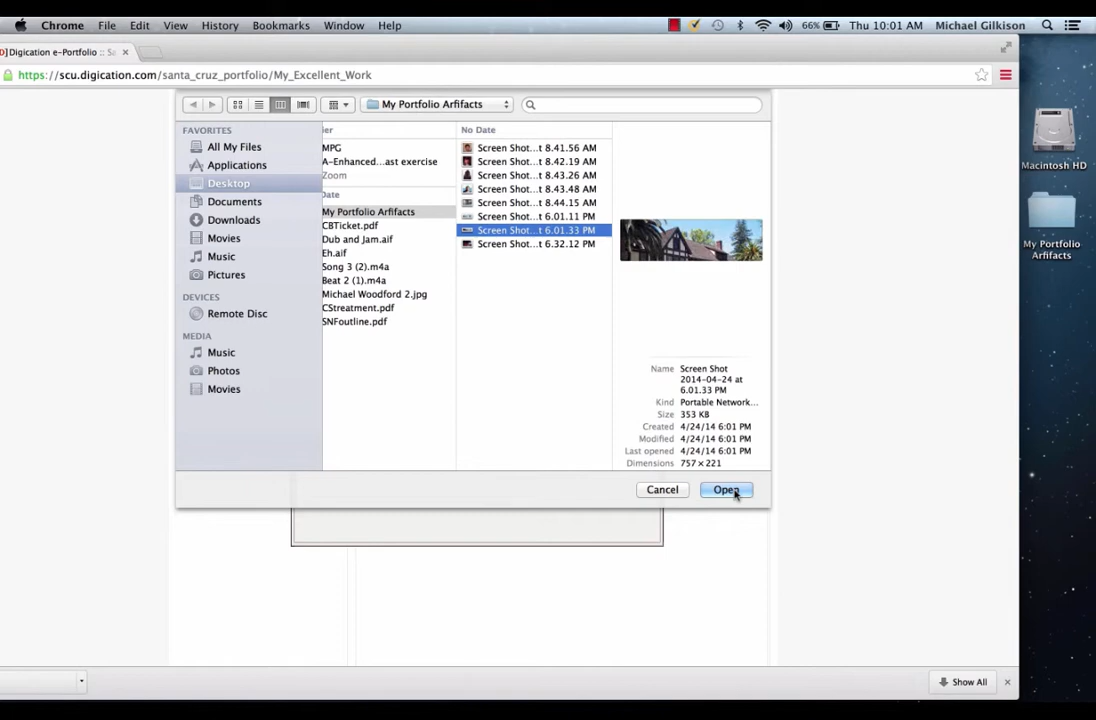 Chrome File Edit View History Bookmarks Window Help 66% Thu 10:01 AM Michael Gilkison
]Digication e-Portfolio :: Sa
https://scu.digication.com/santa_cruz_portfolio/My_Excellent_Work
My Portfolio Arfifacts
FAVORITES
All My Files
Applications
Desktop
Documents
Downloads
Movies
Music
Pictures
DEVICES
Remote Disc
MEDIA
Music
Photos
Movies
ier
MPG
A-Enhanced...ast exercise
Zoom
Date
My Portfolio Arfifacts
CBTicket.pdf
Dub and Jam.aif
Eh.aif
Song 3 (2).m4a
Beat 2 (1).m4a
Michael Woodford 2.jpg
CStreatment.pdf
SNFoutline.pdf
No Date
Screen Shot...t 8.41.56 AM
Screen Shot...t 8.42.19 AM
Screen Shot...t 8.43.26 AM
Screen Shot...t 8.43.48 AM
Screen Shot...t 8.44.15 AM
Screen Shot...t 6.01.11 PM
Screen Shot...t 6.01.33 PM
Screen Shot...t 6.32.12 PM
Name Screen Shot
2014-04-24 at
6.01.33 PM
Kind Portable Network...
Size 353 KB
Created 4/24/14 6:01 PM
Modified 4/24/14 6:01 PM
Last opened 4/24/14 6:01 PM
Dimensions 757 × 221
Cancel Open
Macintosh HD
My Portfolio
Arfifacts
Show All